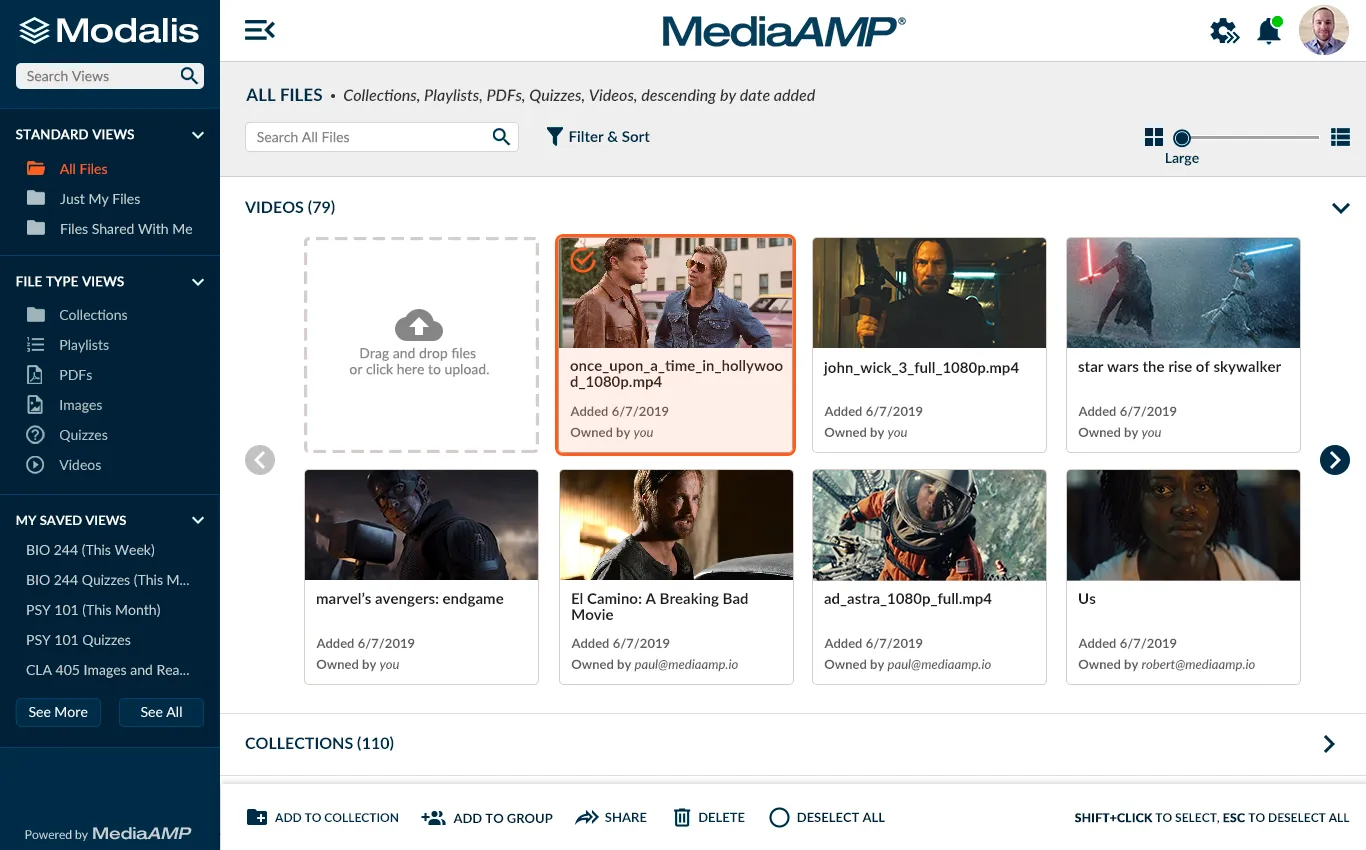 Modalis
Search Views
STANDARD VIEWS
All Files
Just My Files
Files Shared With Me
FILE TYPE VIEWS
Collections
Playlists
PDFs
Images
Quizzes
Videos
MY SAVED VIEWS
BIO 244 (This Week)
BIO 244 Quizzes (This M...
PSY 101 (This Month)
PSY 101 Quizzes
CLA 405 Images and Rea...
See More
See All
Powered by MediaAMP
MediaAMP®
ALL FILES • Collections, Playlists, PDFs, Quizzes, Videos, descending by date added
Search All Files
Filter & Sort
Large
VIDEOS (79)
Drag and drop files
or click here to upload.
once_upon_a_time_in_hollywoo
d_1080p.mp4
Added 6/7/2019
Owned by you
john_wick_3_full_1080p.mp4
Added 6/7/2019
Owned by you
star wars the rise of skywalker
Added 6/7/2019
Owned by you
marvel’s avengers: endgame
Added 6/7/2019
Owned by you
El Camino: A Breaking Bad
Movie
Added 6/7/2019
Owned by paul@mediaamp.io
ad_astra_1080p_full.mp4
Added 6/7/2019
Owned by paul@mediaamp.io
Us
Added 6/7/2019
Owned by robert@mediaamp.io
COLLECTIONS (110)
ADD TO COLLECTION
ADD TO GROUP
SHARE
DELETE
DESELECT ALL
SHIFT+CLICK TO SELECT, ESC TO DESELECT ALL